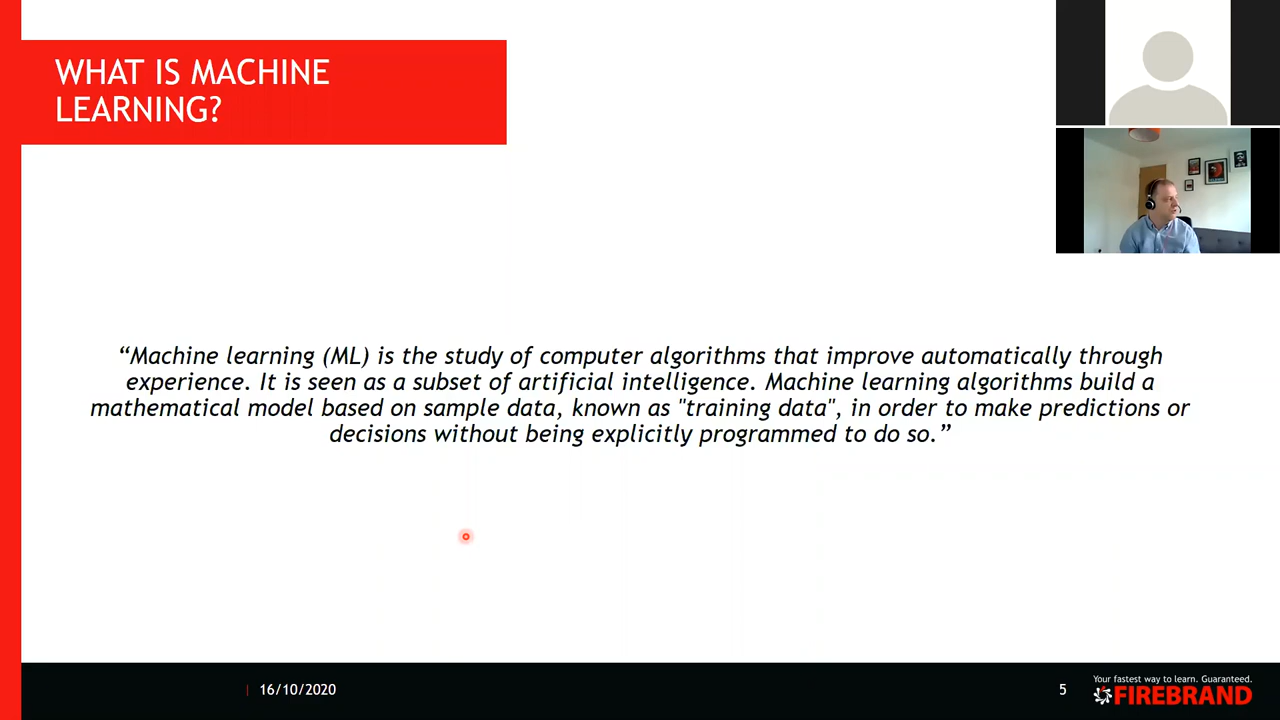 WHAT IS MACHINE
LEARNING?
“Machine learning (ML) is the study of computer algorithms that improve automatically through
experience. It is seen as a subset of artificial intelligence. Machine learning algorithms build a
mathematical model based on sample data, known as "training data", in order to make predictions or
decisions without being explicitly programmed to do so.”
16/10/2020
5
Your fastest way to learn. Guaranteed.
FIREBRAND